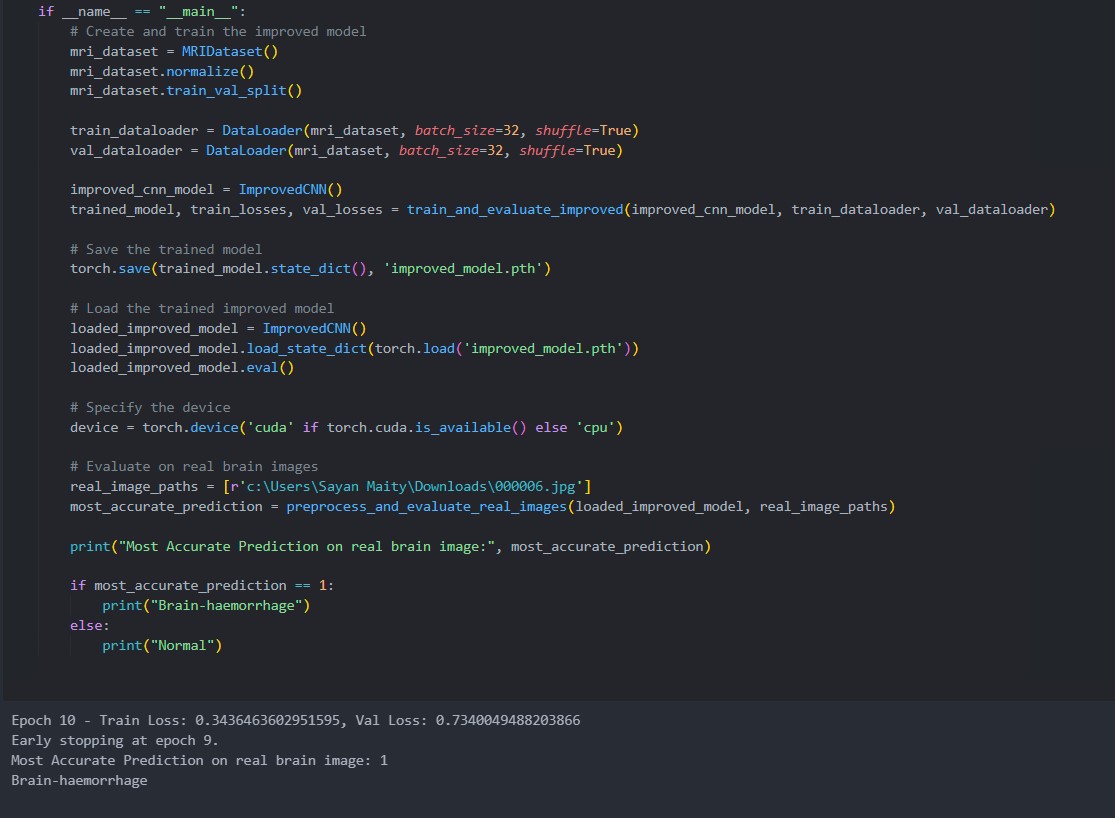 if __name__ == "__main__":
# Create and train the improved model
mri_dataset = MRIDataset()
mri_dataset.normalize()
mri_dataset.train_val_split()
train_dataloader = DataLoader(mri_dataset, batch_size=32, shuffle=True)
val_dataloader = DataLoader(mri_dataset, batch_size=32, shuffle=True)
improved_cnn_model = ImprovedCNN()
trained_model, train_losses, val_losses = train_and_evaluate_improved(improved_cnn_model, train_dataloader, val_dataloader)
# Save the trained model
torch.save(trained_model.state_dict(), 'improved_model.pth')
# Load the trained improved model
loaded_improved_model = ImprovedCNN()
loaded_improved_model.load_state_dict(torch.load('improved_model.pth'))
loaded_improved_model.eval()
# Specify the device
device = torch.device('cuda' if torch.cuda.is_available() else 'cpu')
# Evaluate on real brain images
real_image_paths = [r'c:\Users\Sayan Maity\Downloads\000006.jpg']
most_accurate_prediction = preprocess_and_evaluate_real_images(loaded_improved_model, real_image_paths)
print("Most Accurate Prediction on real brain image:", most_accurate_prediction)
if most_accurate_prediction == 1:
print("Brain-haemorrhage")
else:
print("Normal")
Epoch 10 - Train Loss: 0.3436463602951595, Val Loss: 0.7340049488203866
Early stopping at epoch 9.
Most Accurate Prediction on real brain image: 1
Brain-haemorrhage